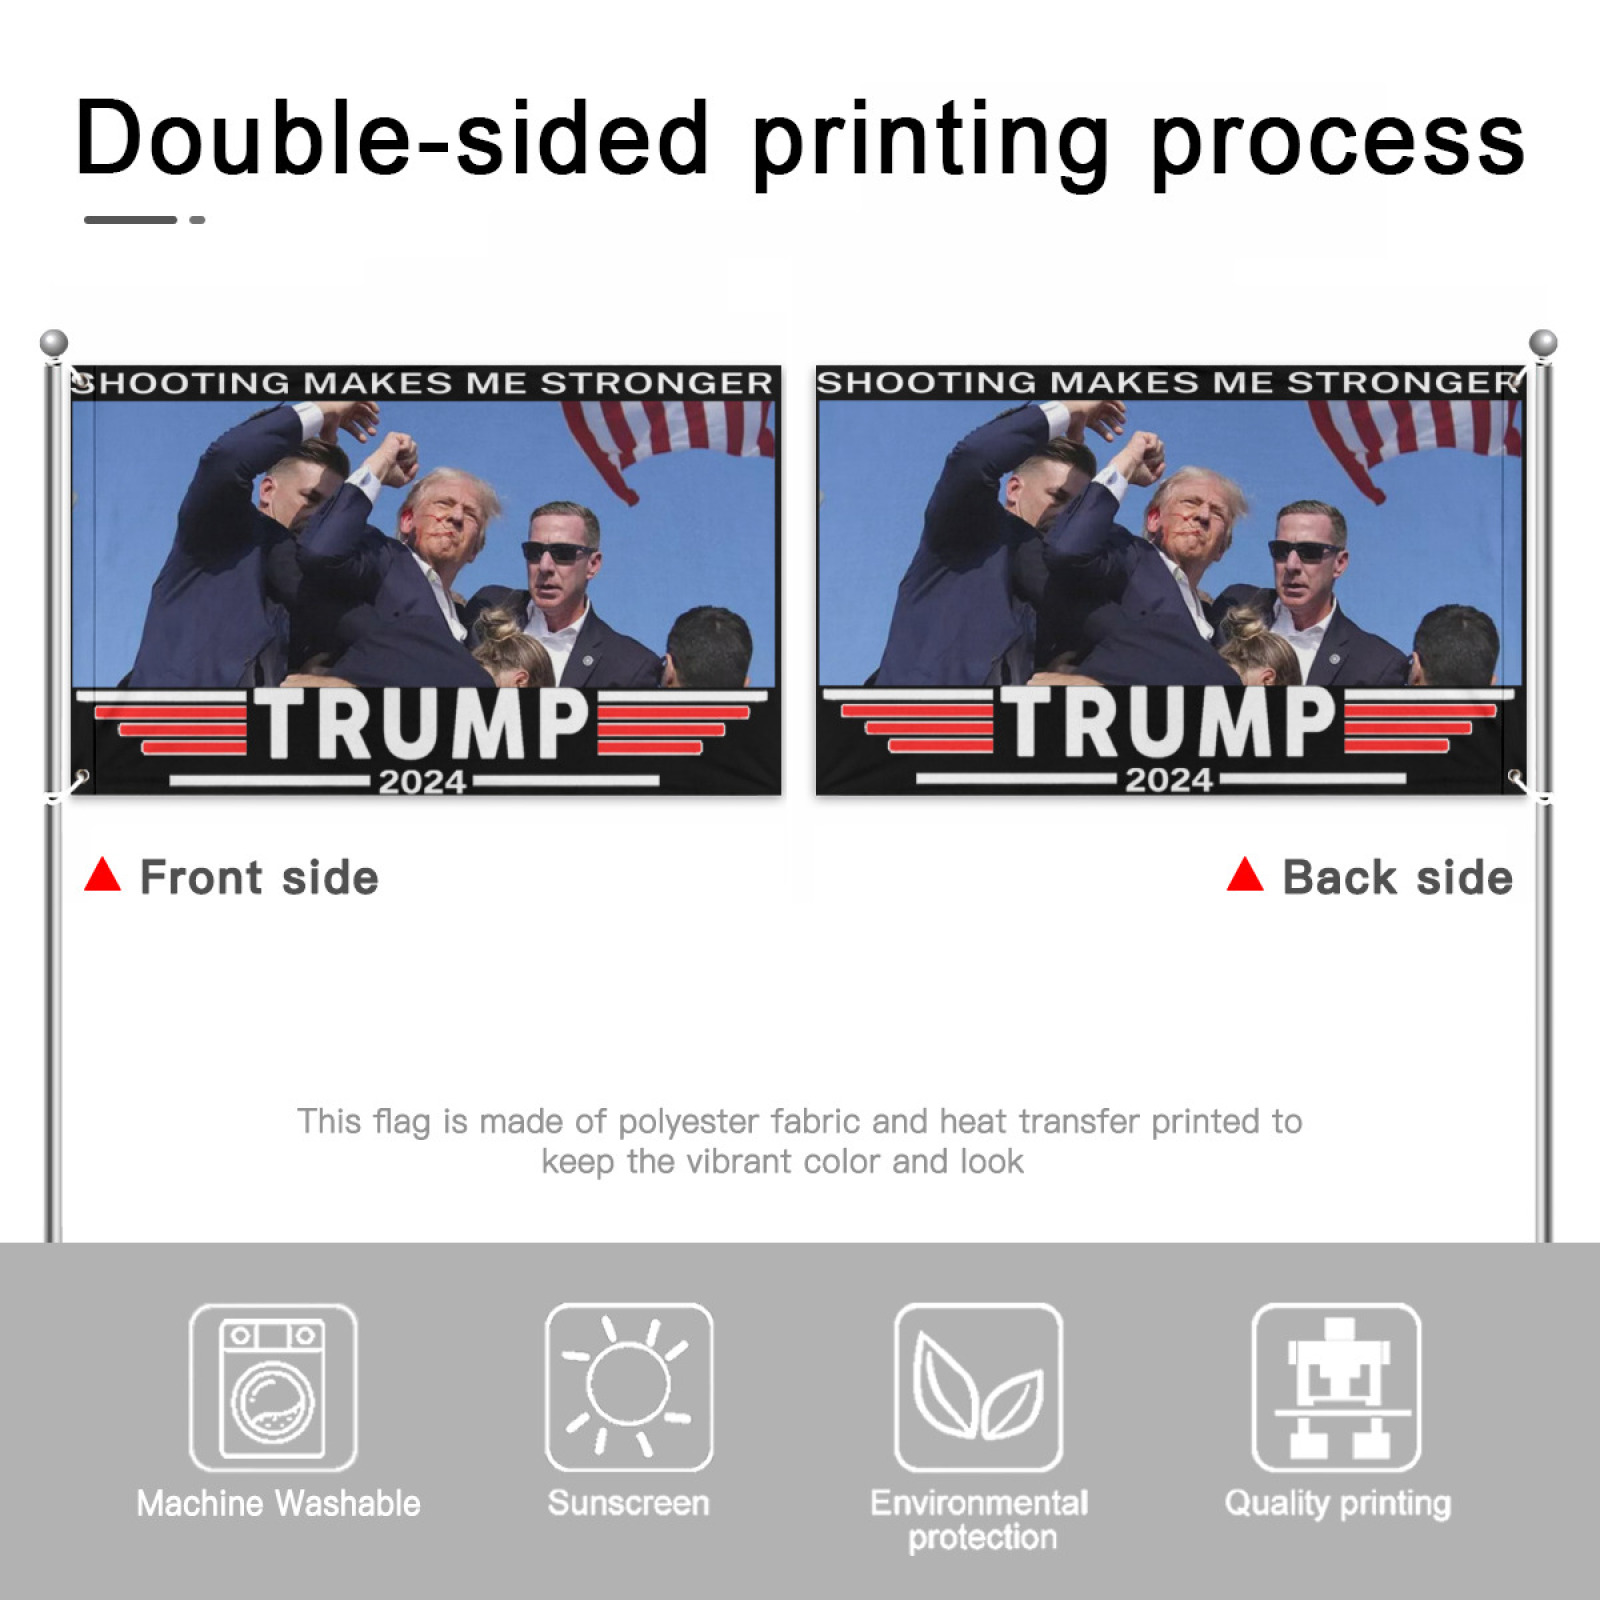 Double-sided printing process
SHOOTING MAKES ME STRONGER
SHOOTING MAKES ME STRONGER
TRUMP
2024
TRUMP
2024
Front side
Back side
This flag is made of polyester fabric and heat transfer printed to
keep the vibrant color and look
Machine Washable
Sunscreen
Environmental
protection
Quality printing